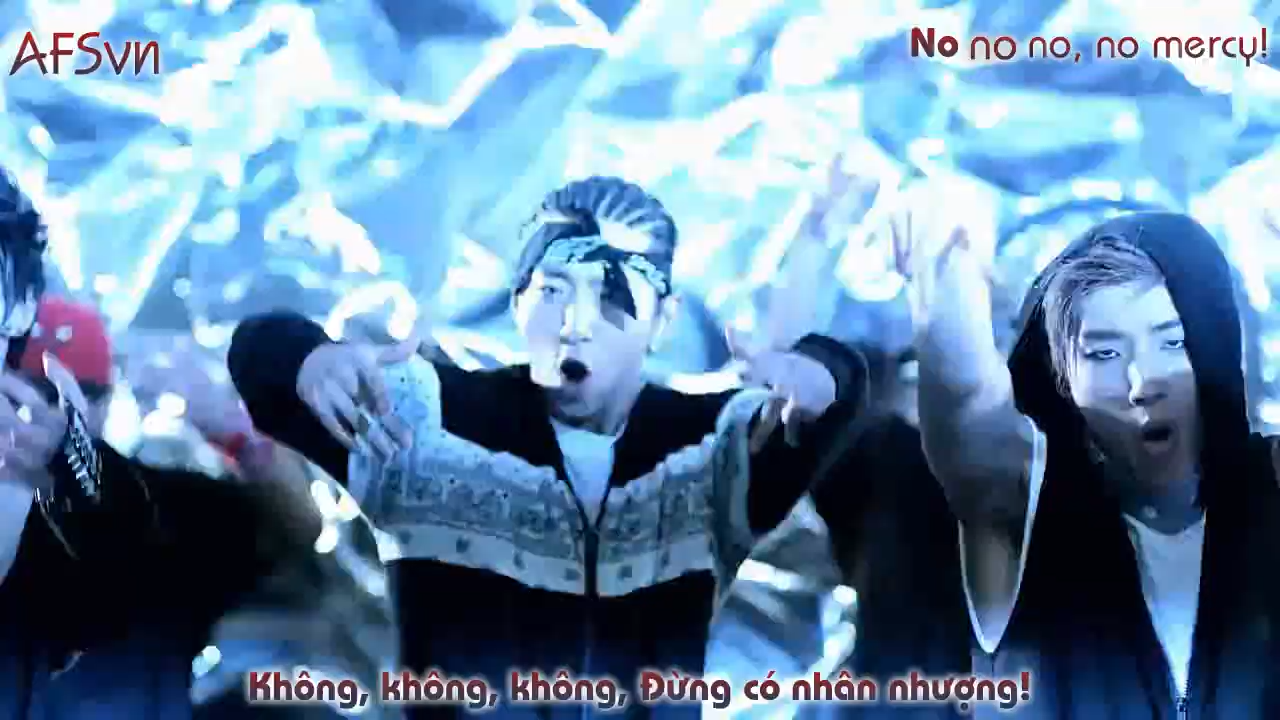 AFSvn
No no no, no mercy!
Không, không, không, Đừng có nhân nhượng!